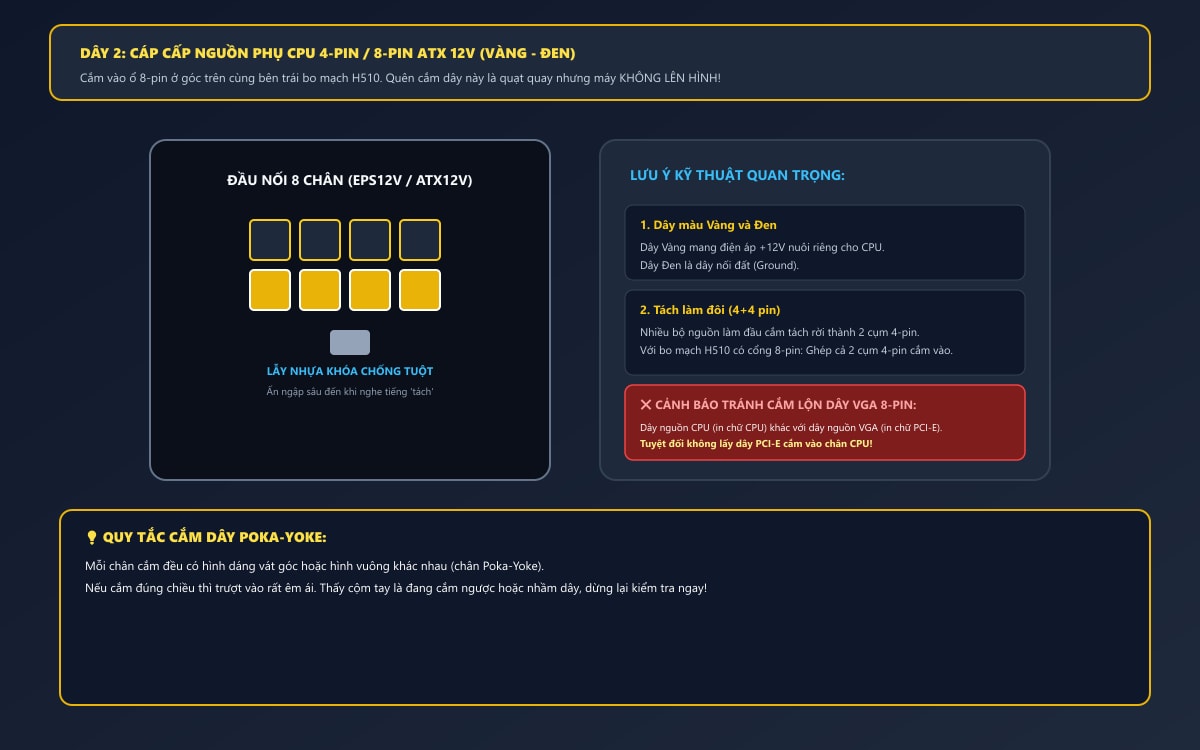 DÂY 2: CÁP CẤP NGUỒN PHỤ CPU 4-PIN / 8-PIN ATX 12V (VÀNG - ĐEN)
Cắm vào ổ 8-pin ở góc trên cùng bên trái bo mạch H510. Quên cắm dây này là quạt quay nhưng máy KHÔNG LÊN HÌNH!
ĐẦU NỐI 8 CHÂN (EPS12V / ATX12V)
LẪY NHỰA KHÓA CHỐNG TUỘT
Ấn ngập sâu đến khi nghe tiếng 'tách'
LƯU Ý KỸ THUẬT QUAN TRỌNG:
1. Dây màu Vàng và Đen
Dây Vàng mang điện áp +12V nuôi riêng cho CPU.
Dây Đen là dây nối đất (Ground).
2. Tách làm đôi (4+4 pin)
Nhiều bộ nguồn làm đầu cắm tách rời thành 2 cụm 4-pin.
Với bo mạch H510 có cổng 8-pin: Ghép cả 2 cụm 4-pin cắm vào.
❌ CẢNH BÁO TRÁNH CẮM LỘN DÂY VGA 8-PIN:
Dây nguồn CPU (in chữ CPU) khác với dây nguồn VGA (in chữ PCI-E).
Tuyệt đối không lấy dây PCI-E cắm vào chân CPU!
💡 QUY TẮC CẮM DÂY POKA-YOKE:
Mỗi chân cắm đều có hình dáng vát góc hoặc hình vuông khác nhau (chân Poka-Yoke).
Nếu cắm đúng chiều thì trượt vào rất êm ái. Thấy cộm tay là đang cắm ngược hoặc nhầm dây, dừng lại kiểm tra ngay!